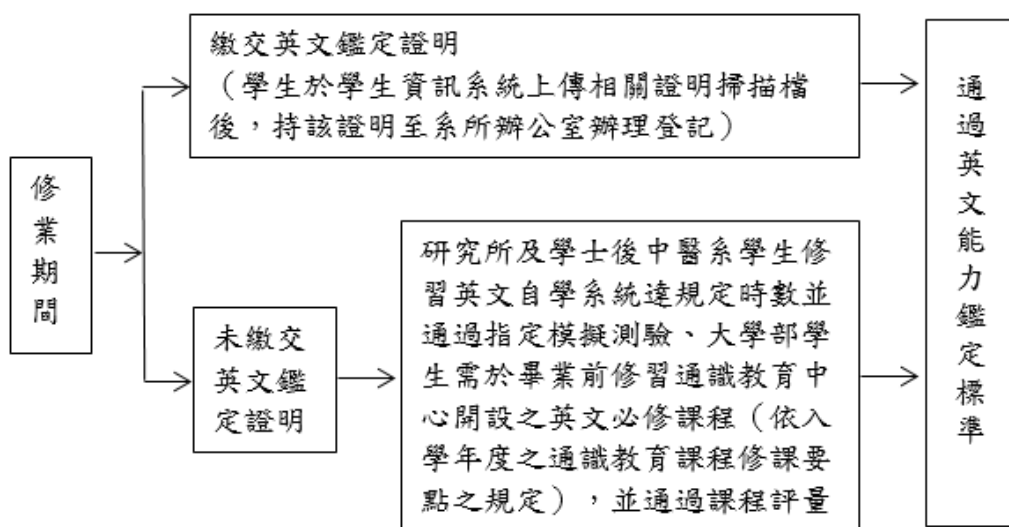 修業期間
繳交英文鑑定證明
（學生於學生資訊系統上傳相關證明掃描檔
後，持該證明至系所辦公室辦理登記）
未繳交
英文鑑
定證明
研究所及學士後中醫系學生修
習英文自學系統達規定時數並
通過指定模擬測驗、大學部學
生需於畢業前修習通識教育中
心開設之英文必修課程（依入
學年度之通識教育課程修課要
點之規定），並通過課程評量
通過英文能力鑑定標準